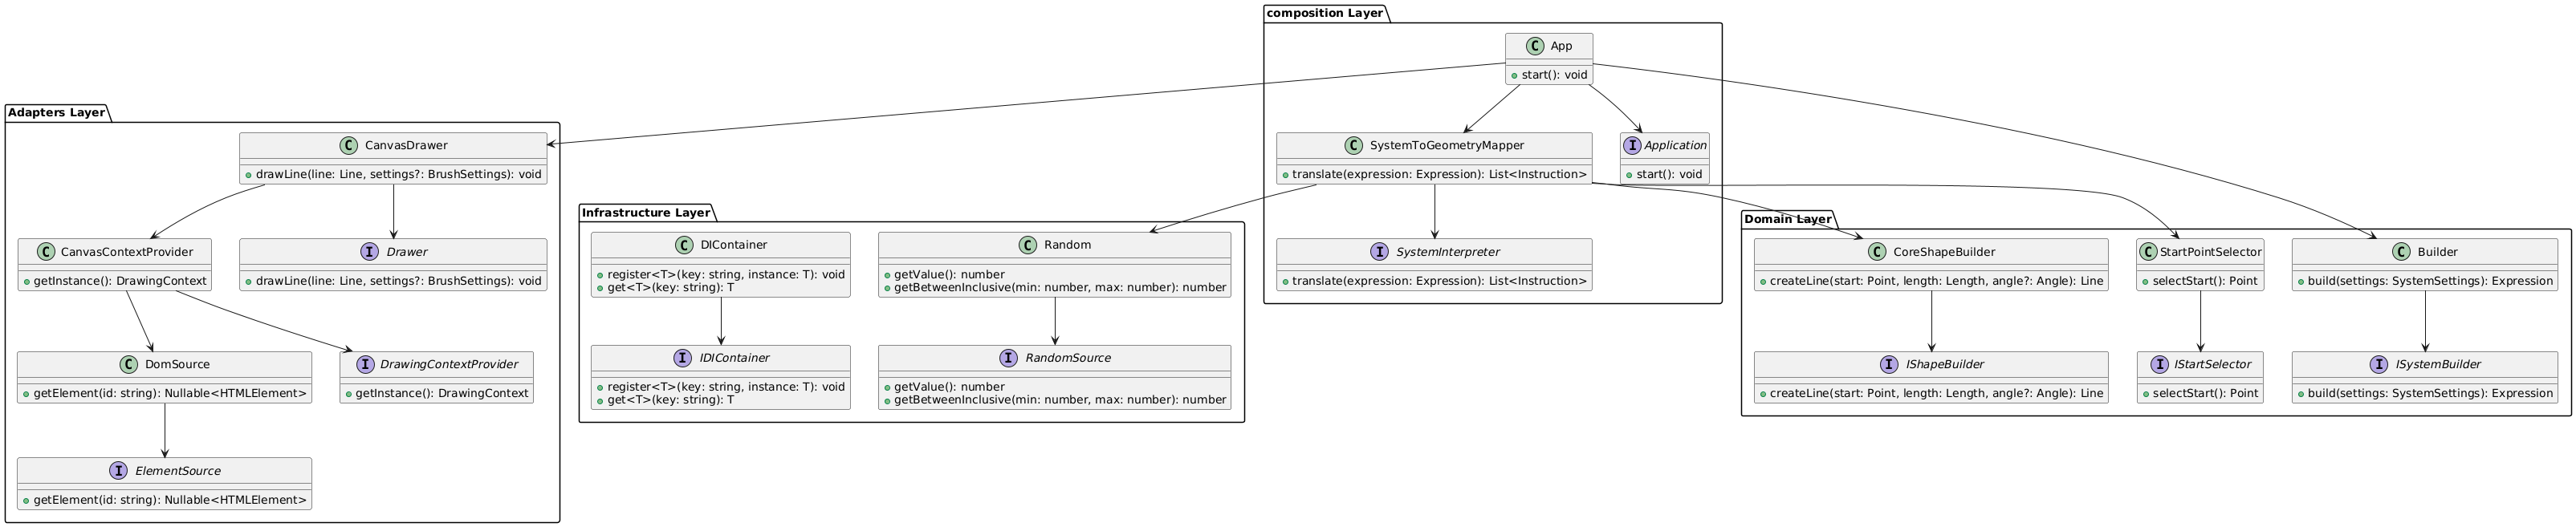 composition Layer
C App
start(): void
C SystemToGeometryMapper
translate(expression: Expression): List<Instruction>
I Application
start(): void
I SystemInterpreter
translate(expression: Expression): List<Instruction>
Adapters Layer
C CanvasDrawer
drawLine(line: Line, settings?: BrushSettings): void
C CanvasContextProvider
getInstance(): DrawingContext
I Drawer
drawLine(line: Line, settings?: BrushSettings): void
C DomSource
getElement(id: string): Nullable<HTMLElement>
I DrawingContextProvider
getInstance(): DrawingContext
I ElementSource
getElement(id: string): Nullable<HTMLElement>
Infrastructure Layer
C DIContainer
register<T>(key: string, instance: T): void
get<T>(key: string): T
C Random
getValue(): number
getBetweenInclusive(min: number, max: number): number
I IDIContainer
register<T>(key: string, instance: T): void
get<T>(key: string): T
I RandomSource
getValue(): number
getBetweenInclusive(min: number, max: number): number
Domain Layer
C CoreShapeBuilder
createLine(start: Point, length: Length, angle?: Angle): Line
C StartPointSelector
selectStart(): Point
C Builder
build(settings: SystemSettings): Expression
I IShapeBuilder
createLine(start: Point, length: Length, angle?: Angle): Line
I IStartSelector
selectStart(): Point
I ISystemBuilder
build(settings: SystemSettings): Expression